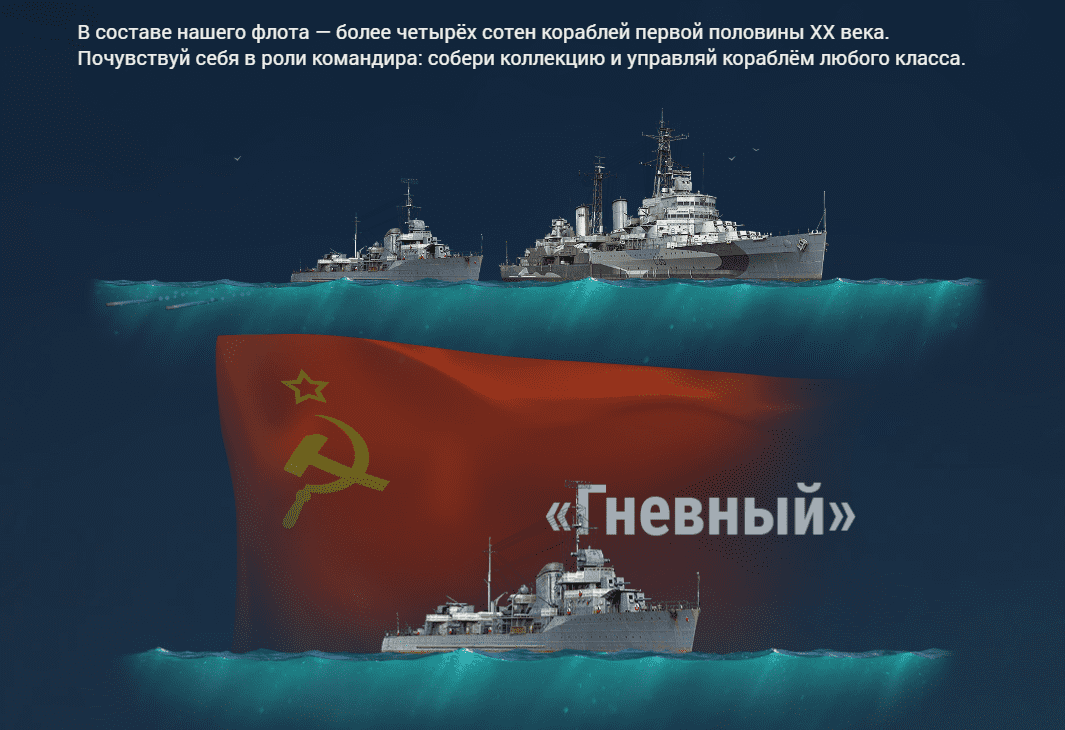 В составе нашего флота — более четырёх сотен кораблей первой половины XX века.
Почувствуй себя в роли командира: собери коллекцию и управляй кораблём любого класса.
«Гневный»